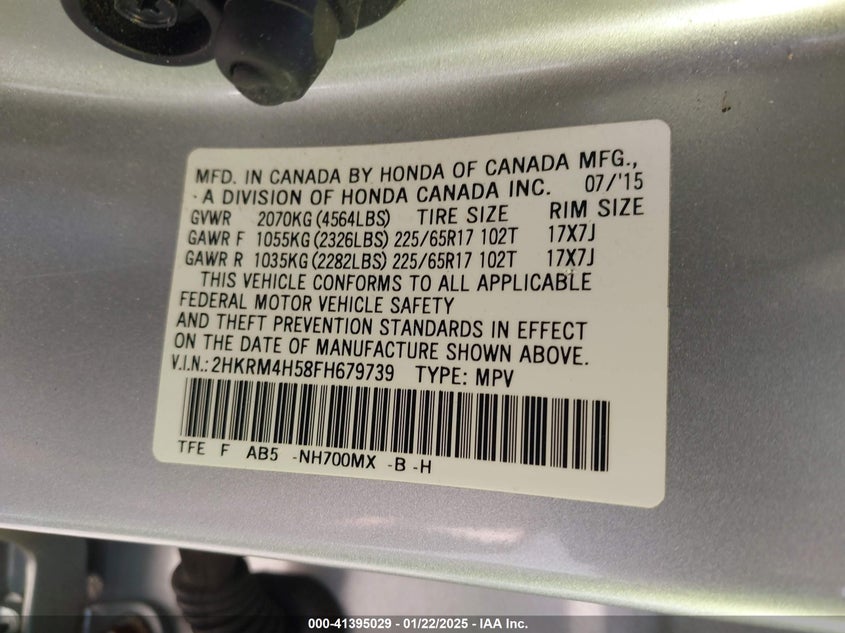 MFD. IN CANADA BY HONDA OF CANADA MFG.,
A DIVISION OF HONDA CANADA INC. 07/'15
GVWR 2070KG (4564LBS) TIRE SIZE RIM SIZE
GAWR F 1055KG (2326LBS) 225/65R17 102T 17X7J
GAWR R 1035KG (2282LBS) 225/65R17 102T 17X7J
THIS VEHICLE CONFORMS TO ALL APPLICABLE
FEDERAL MOTOR VEHICLE SAFETY
AND THEFT PREVENTION STANDARDS IN EFFECT
ON THE DATE OF MANUFACTURE SHOWN ABOVE.
V.I.N.: 2HKRM4H58FH679739 TYPE: MPV
TFE F AB5 -NH700MX -B -H
000-41395029 - 01/22/2025 - IAA Inc.